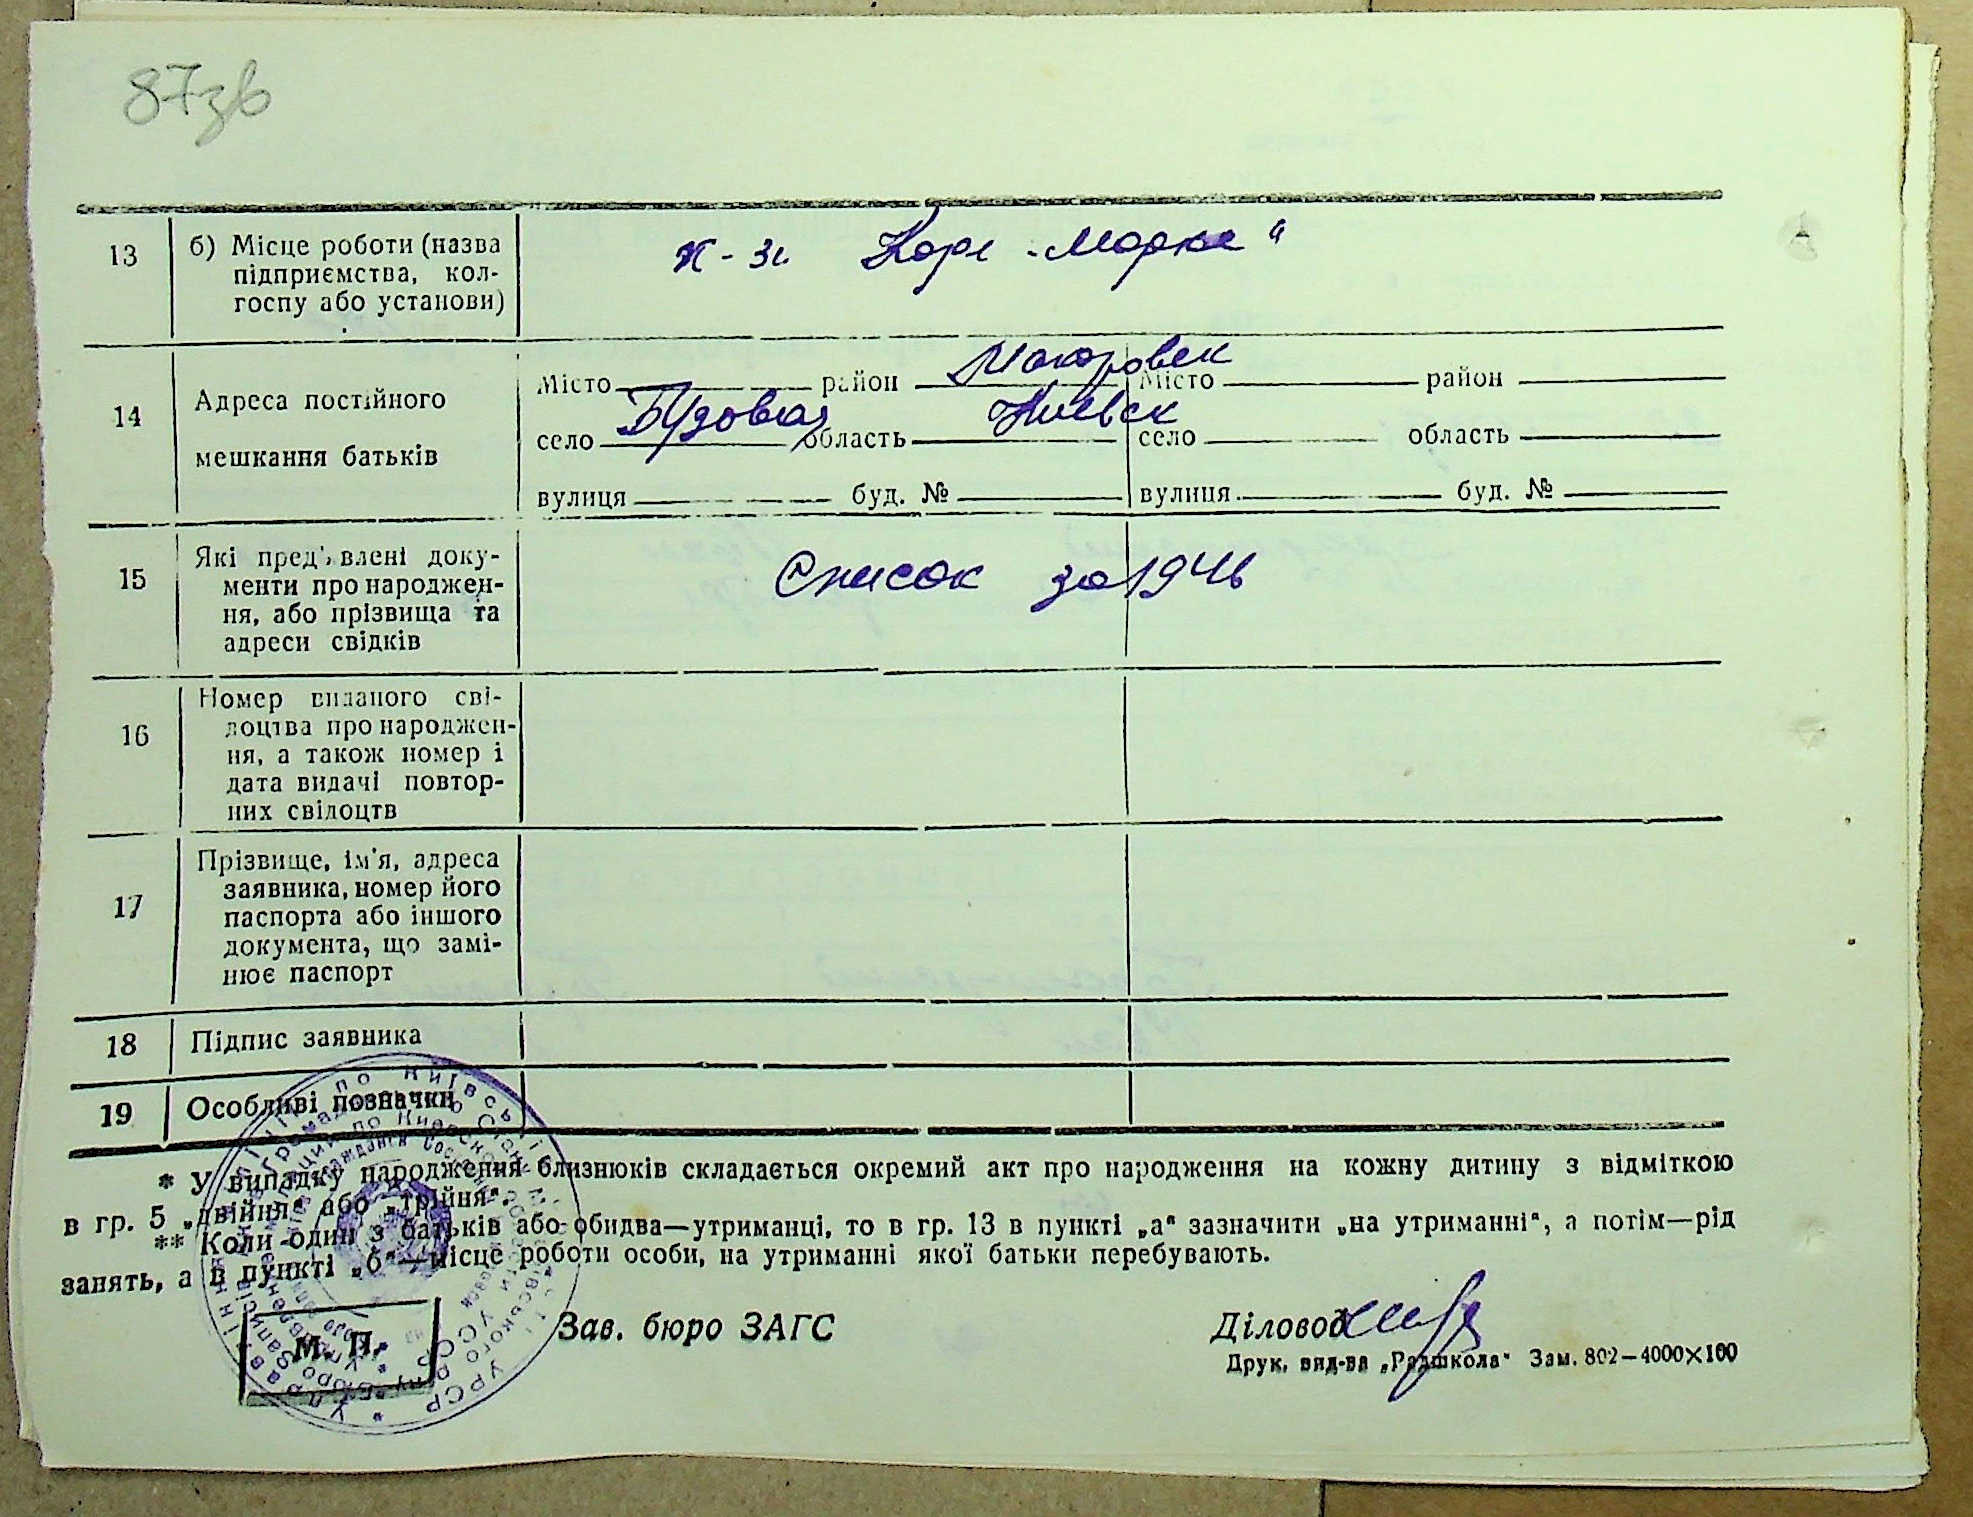 87зв
13 б) Місце роботи (назва
підприємства, кол-
госпу або установи)
к-зі Карл -Маркс"
14 Адреса постійного
мешкання батьків
Місто район Макаровск Місто район
село Бузовая область Киевск село область
вулиця буд. № вулиця буд. №
15 Які пред'явлені доку-
менти про народжен-
ня, або прізвища та
адреси свідків
Список за 1946
16 Номер виданого сві-
доцтва про народжен-
ня, а також номер і
дата видачі повтор-
них свідоцтв
17 Прізвище, ім'я, адреса
заявника, номер його
паспорта або іншого
документа, що замі-
нює паспорт
18 Підпис заявника
19 Особливі позначки
* У випадку народження близнюків складається окремий акт про народження на кожну дитину з відміткою
в гр. 5 „двійня" або „трійня".
** Коли один з батьків або обидва—утриманці, то в гр. 13 в пункті „а" зазначити „на утриманні", а потім—рід
занять, а в пункті „б"—місце роботи особи, на утриманні якої батьки перебувають.
М. П. Зав. бюро ЗАГС Діловод
Друк. вид-ва „Радшкола" Зам. 802—4000×100